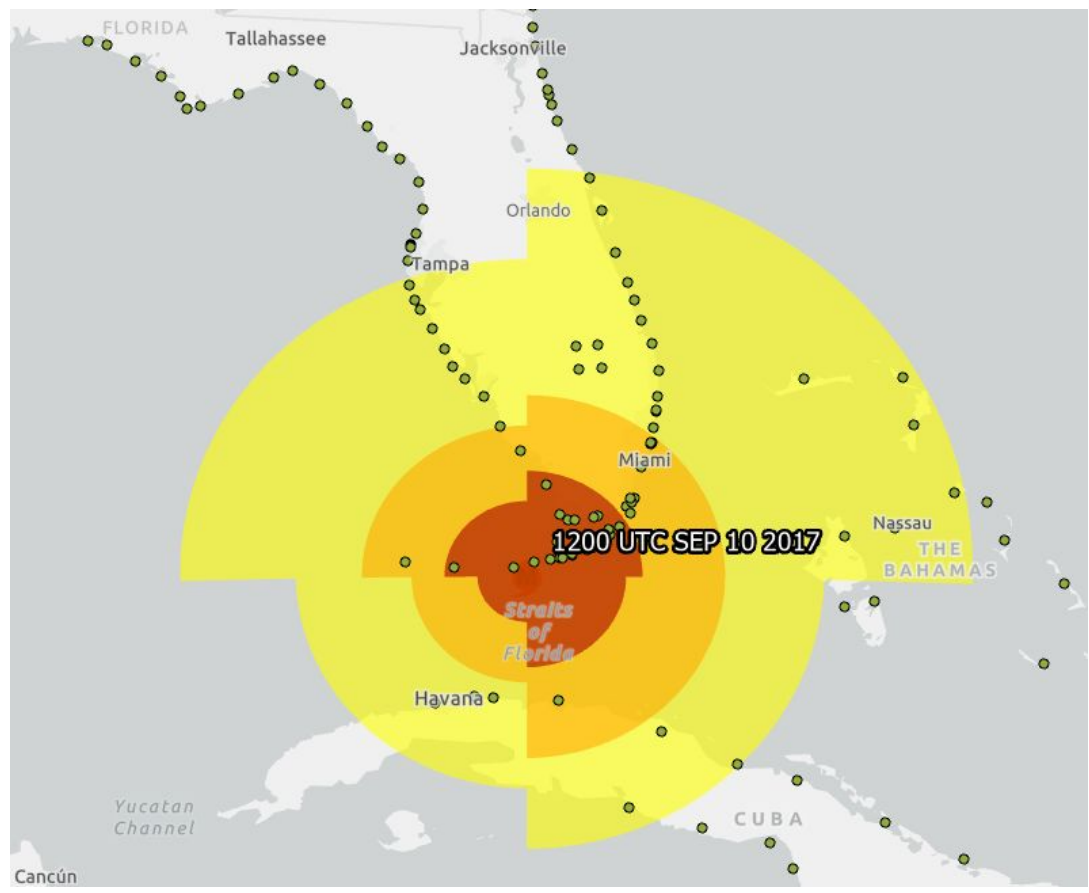 FLORIDA
Tallahassee
Jacksonville
Orlando
Tampa
Miami
1200 UTC SEP 10 2017
Nassau
THE
BAHAMAS
Straits
of
Florida
Havana
Yucatan
Channel
CUBA
Cancún